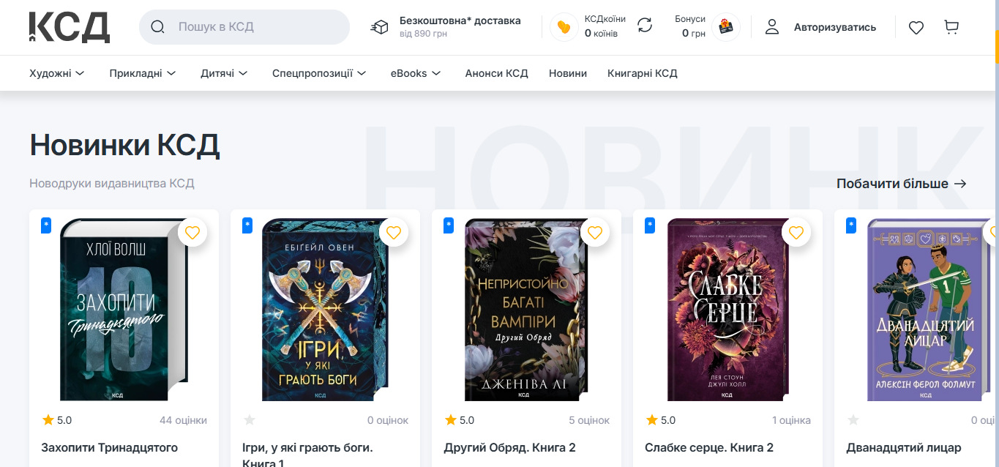 КСД
Пошук в КСД
Безкоштовна* доставка
від 890 грн
КСДкоїни
0 коїнів
Бонуси
0 грн
Авторизуватись
Художні
Прикладні
Дитячі
Спецпропозиції
eBooks
Анонси КСД
Новини
Книгарні КСД
НОВИНК
Новинки КСД
Новодруки видавництва КСД
Побачити більше
*
ХЛОЇ ВОЛШ
13
ЗАХОПИТИ
Тринадцятого
КСД
5.0
44 оцінки
Захопити Тринадцятого
*
ЕБІҐЕЙЛ ОВЕН
ІГРИ,
У ЯКІ
ГРАЮТЬ БОГИ
КСД
0 оцінок
Ігри, у які грають боги.
Книга 1
*
НЕПРИСТОЙНО
БАГАТІ
ВАМПІРИ
Другий Обряд
ДЖЕНІВА ЛІ
КСД
5.0
5 оцінок
Другий Обряд. Книга 2
*
СЛАБКЕ
СЕРЦЕ
ЛЕЯ СТОУН
ДЖУЛІ ХОЛЛ
КСД
5.0
1 оцінка
Слабке серце. Книга 2
*
1
ДВАНАДЦЯТИЙ
ЛИЦАР
АЛЕКСІН ФЕРОЛ ФОЛМУТ
КСД
0 оці
Дванадцятий лицар